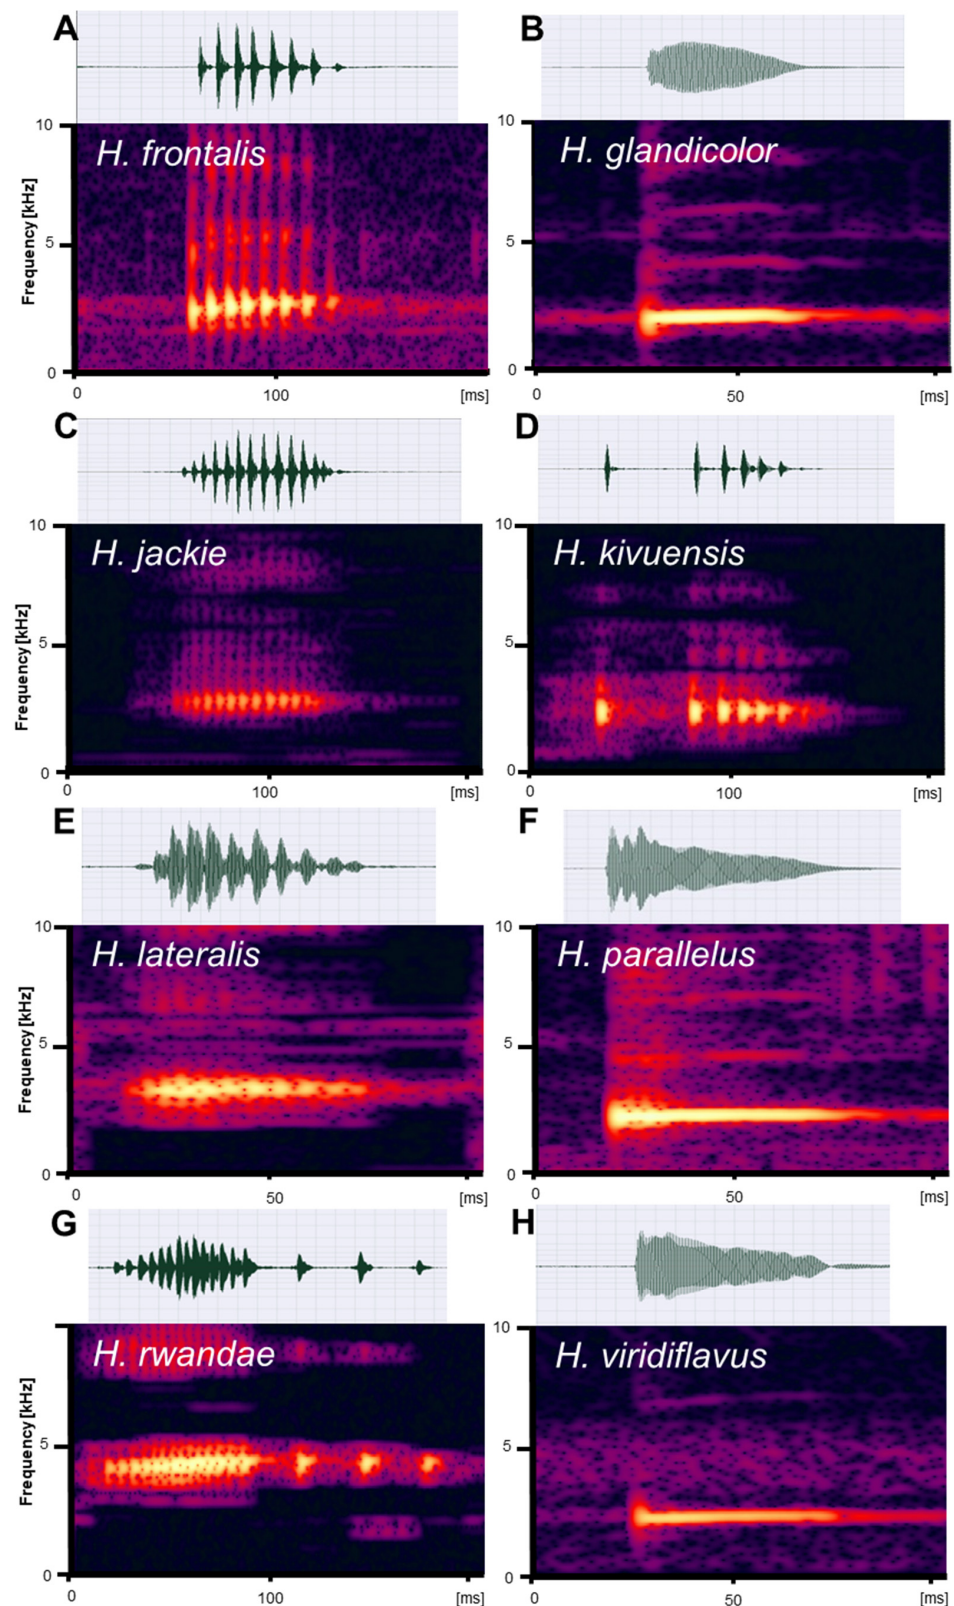 A
B
10
H. frontalis
Frequency [kHz]
5
0
0
100
[ms]
10
H. glandicolor
5
0
0
50
[ms]
C
D
10
H. jackie
Frequency [kHz]
5
0
0
100
[ms]
10
H. kivuensis
5
0
0
100
[ms]
E
F
10
H. lateralis
Frequency [kHz]
5
0
0
50
[ms]
10
H. parallelus
5
0
0
50
[ms]
G
H
H. rwandae
Frequency [kHz]
5
0
0
100
[ms]
10
H. viridiflavus
5
0
0
50
[ms]